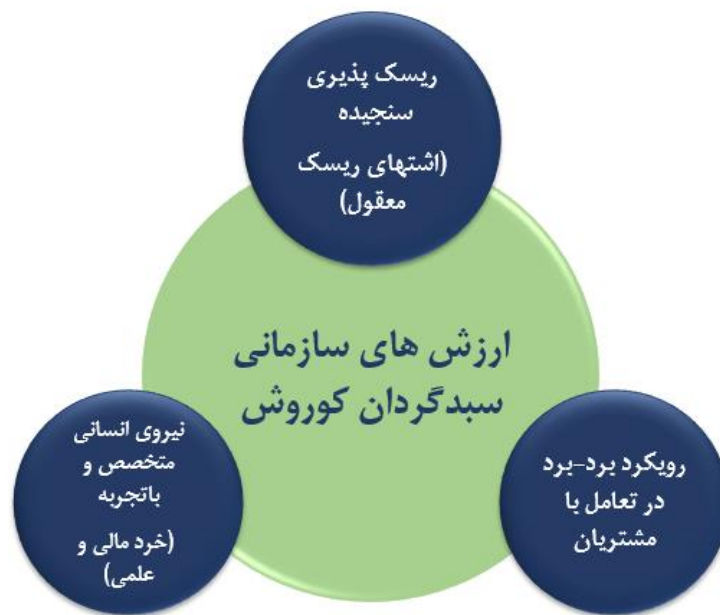 ریسک پذیری
سنجیده
(اشتهای ریسک
معقول)
ارزش های سازمانی
سبدگردان کوروش
رویکرد برد-برد
در تعامل با
مشتریان
نیروی انسانی
متخصص و
باتجربه
(خرد مالی و
علمی)